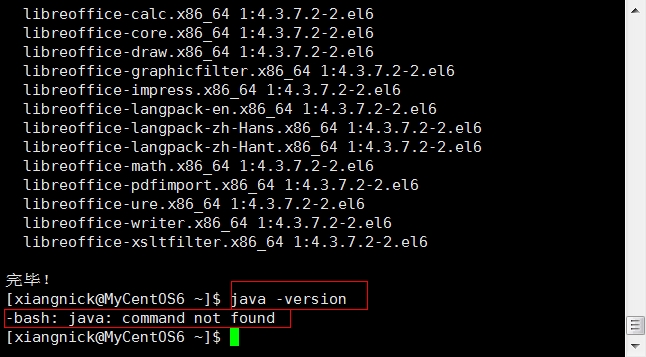 libreoffice-calc.x86_64 1:4.3.7.2-2.el6
libreoffice-core.x86_64 1:4.3.7.2-2.el6
libreoffice-draw.x86_64 1:4.3.7.2-2.el6
libreoffice-graphicfilter.x86_64 1:4.3.7.2-2.el6
libreoffice-impress.x86_64 1:4.3.7.2-2.el6
libreoffice-langpack-en.x86_64 1:4.3.7.2-2.el6
libreoffice-langpack-zh-Hans.x86_64 1:4.3.7.2-2.el6
libreoffice-langpack-zh-Hant.x86_64 1:4.3.7.2-2.el6
libreoffice-math.x86_64 1:4.3.7.2-2.el6
libreoffice-pdfimport.x86_64 1:4.3.7.2-2.el6
libreoffice-ure.x86_64 1:4.3.7.2-2.el6
libreoffice-writer.x86_64 1:4.3.7.2-2.el6
libreoffice-xsltfilter.x86_64 1:4.3.7.2-2.el6
完毕！
[xiangnick@MyCentOS6 ~]$ java -version
-bash: java: command not found
[xiangnick@MyCentOS6 ~]$